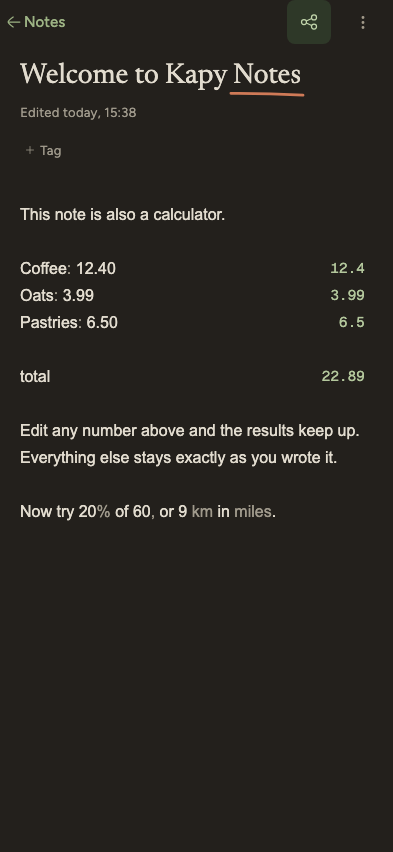 Notes
Welcome to Kapy Notes
Edited today, 15:38
+ Tag
This note is also a calculator.
Coffee: 12.40 12.4
Oats: 3.99 3.99
Pastries: 6.50 6.5
total 22.89
Edit any number above and the results keep up.
Everything else stays exactly as you wrote it.
Now try 20% of 60, or 9 km in miles.